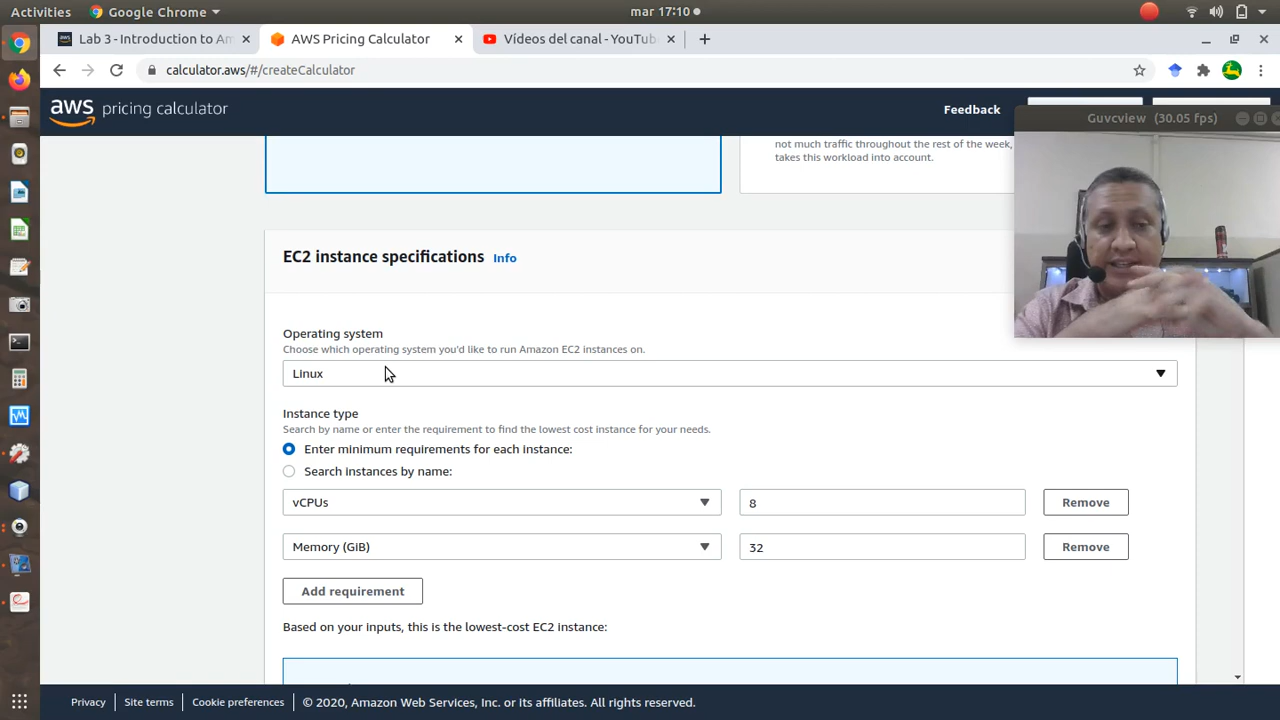 Activities
Google Chrome
mar 17:10
Lab 3 - Introduction to Am
AWS Pricing Calculator
Vídeos del canal - YouTube
calculator.aws/#/createCalculator
aws pricing calculator
Feedback
Guvcview (30.05 fps)
not much traffic throughout the rest of the week,
takes this workload into account.
EC2 instance specifications Info
Operating system
Choose which operating system you'd like to run Amazon EC2 instances on.
Linux
Instance type
Search by name or enter the requirement to find the lowest cost instance for your needs.
Enter minimum requirements for each instance:
Search instances by name:
vCPUs 8 Remove
Memory (GiB) 32 Remove
Add requirement
Based on your inputs, this is the lowest-cost EC2 instance:
Privacy
Site terms
Cookie preferences
© 2020, Amazon Web Services, Inc. or its affiliates. All rights reserved.